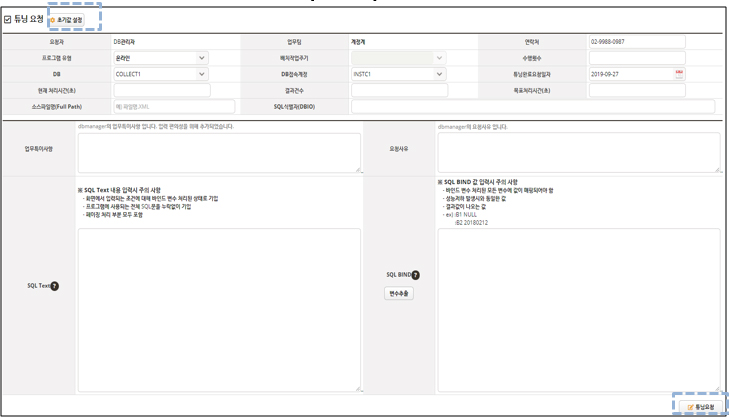 튜닝 요청 초기값 설정
요청자 DB관리자 업무팀 계정계 연락처 02-9988-0987
프로그램 유형 온라인 배치작업주기 수행횟수
DB COLLECT1 DB접속계정 INSTC1 튜닝완료요청일자 2019-09-27
현재 처리시간(초) 결과건수 목표처리시간(초)
소스파일명(Full Path) 예) 파일명.XML SQL식별자(DBIO)
업무특이사항 dbmanager의 업무특이사항 입니다. 입력 편의성을 위해 추가되었습니다.
요청사유 dbmanager의 요청사유 입니다.
SQL Text ?
※ SQL Text 내용 입력시 주의 사항
- 화면에서 입력되는 조건에 대해 바인드 변수 처리된 상태로 기입
- 프로그램에 사용되는 전체 SQL문을 누락없이 기입
- 페이징 처리 부분 모두 포함
SQL BIND ?
변수추출
※ SQL BIND 값 입력시 주의 사항
- 바인드 변수 처리된 모든 변수에 값이 매핑되어야 함
- 성능저하 발생시와 동일한 값
- 결과값이 나오는 값
- ex) :B1 NULL
:B2 20180212
튜닝요청